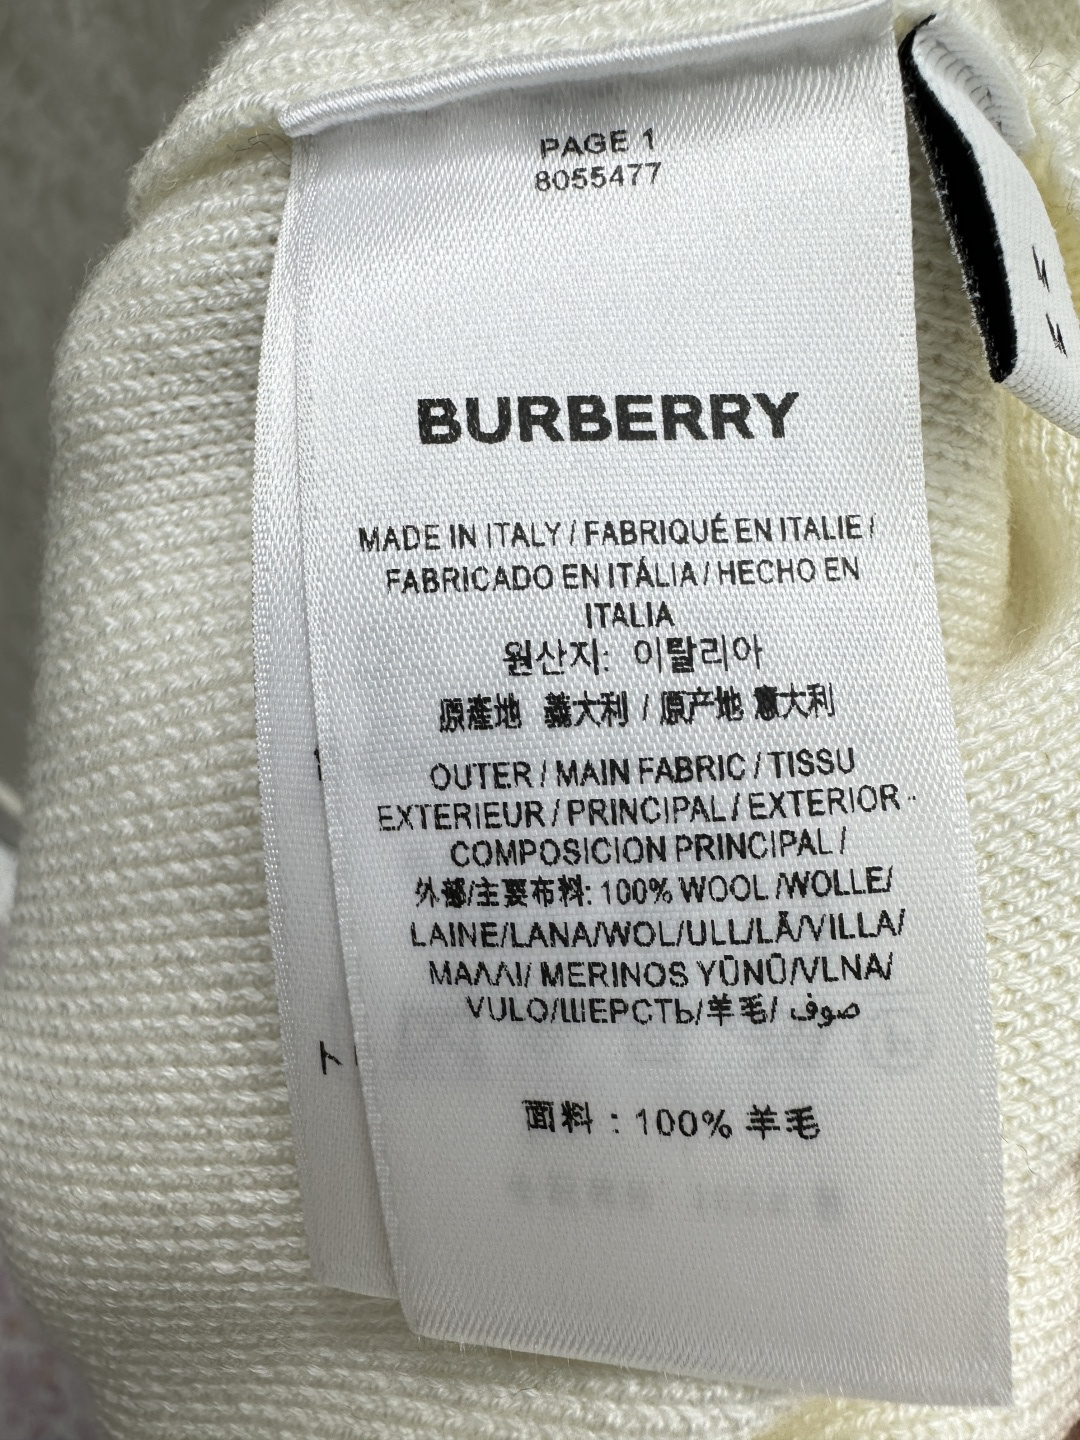 PAGE 1
8055477
BURBERRY
MADE IN ITALY / FABRIQUÉ EN ITALIE /
FABRICADO EN ITÁLIA / HECHO EN
ITALIA
원산지: 이탈리아
原產地 義大利 / 原产地 意大利
OUTER / MAIN FABRIC / TISSU
EXTERIEUR / PRINCIPAL / EXTERIOR -
COMPOSICION PRINCIPAL /
外部/主要布料: 100% WOOL /WOLLE/
LAINE/LANA/WOL/ULL/LÃ/VILLA/
ΜΑΛΛΙ/ MERINOS YÜNÜ/VLNA/
VULO/ШЕРСТЬ/羊毛/ صوف
面料 : 100% 羊毛
ト